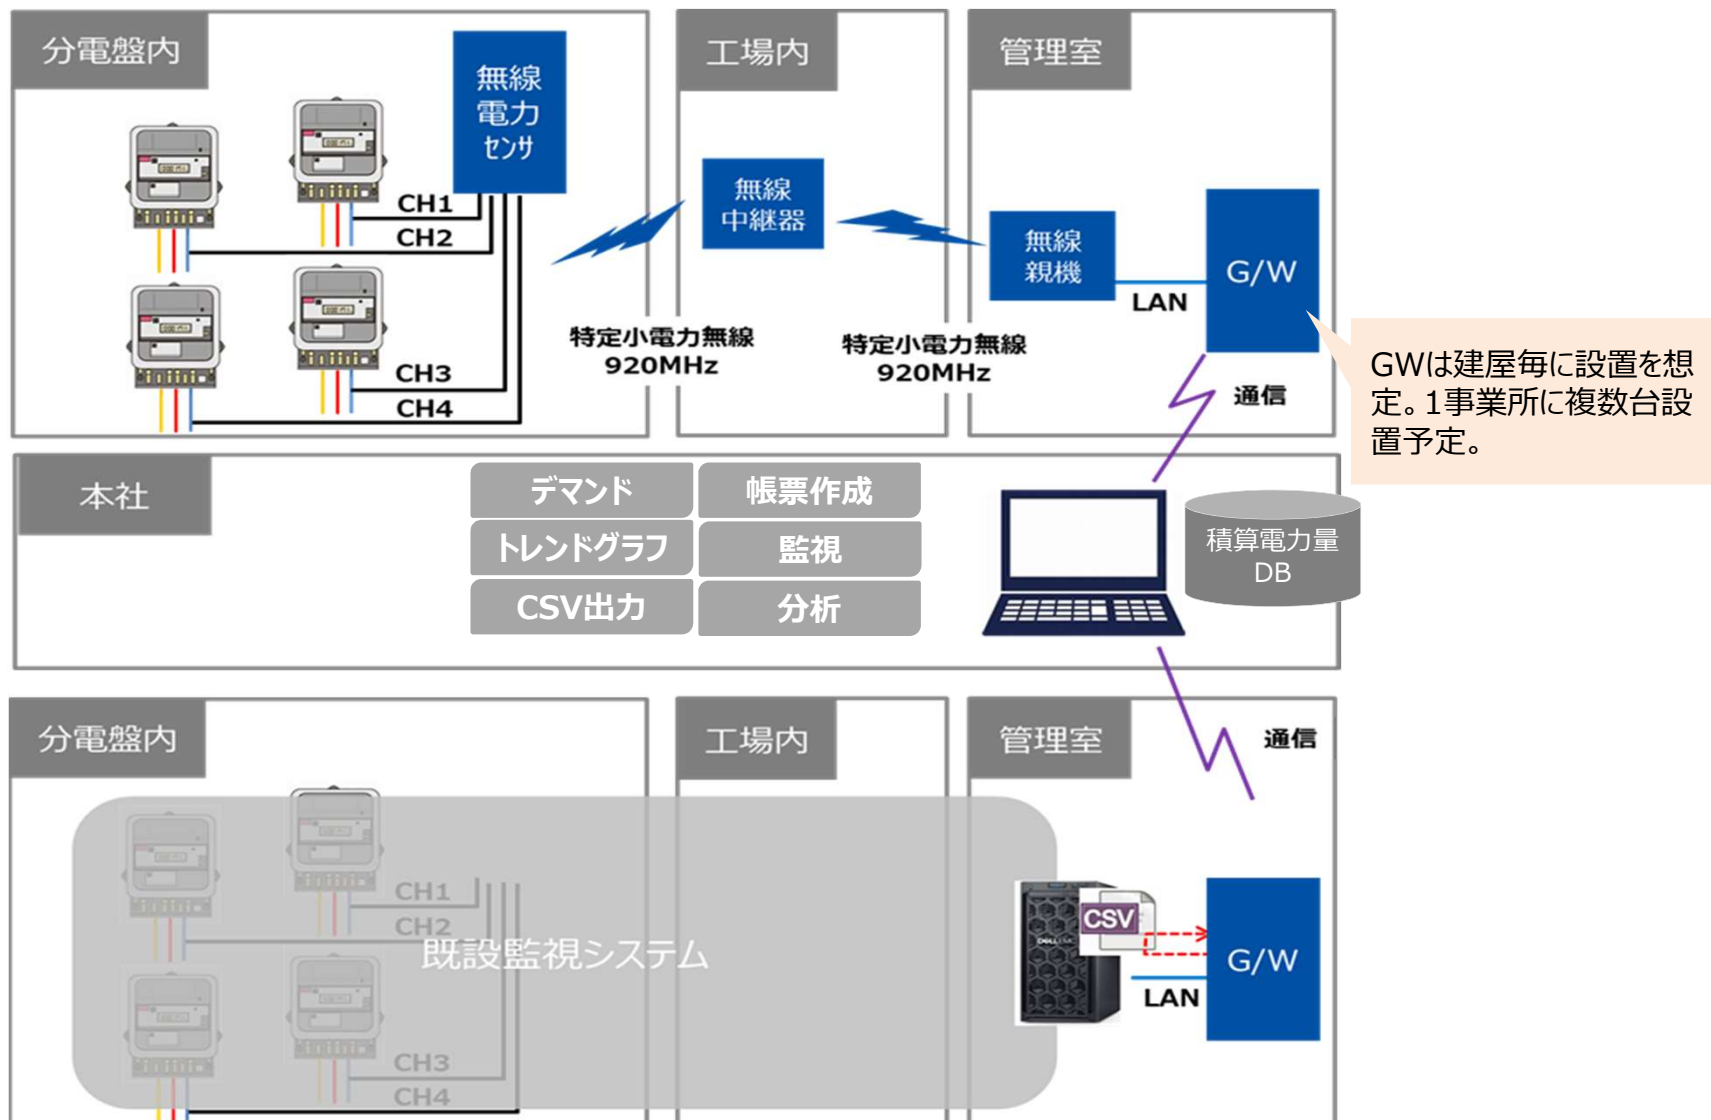 分電盤内
無線
電力
センサ
CH1
CH2
CH3
CH4
特定小電力無線
920MHz
工場内
無線
中継器
特定小電力無線
920MHz
管理室
無線
親機
LAN
G/W
通信
GWは建屋毎に設置を想
定。1事業所に複数台設
置予定。
本社
デマンド
帳票作成
トレンドグラフ
監視
CSV出力
分析
積算電力量
DB
分電盤内
CH1
CH2
CH3
CH4
既設監視システム
工場内
管理室
通信
DELL EMC
CSV
LAN
G/W